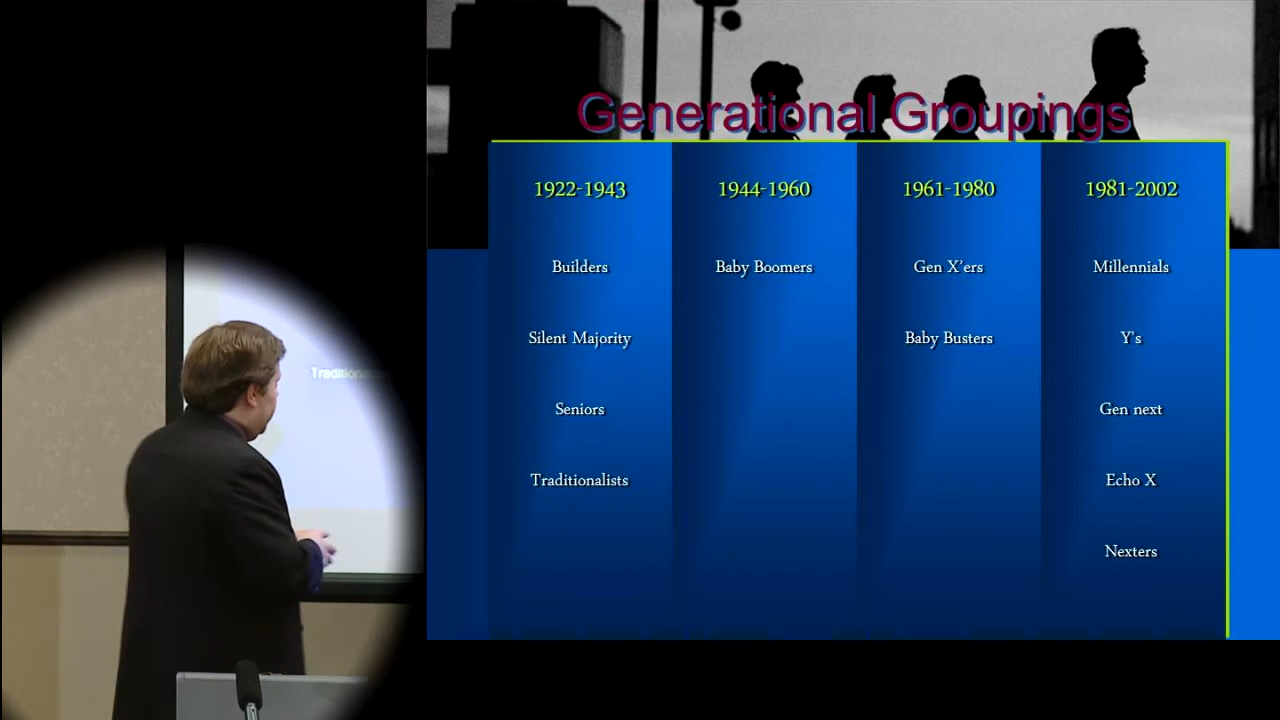 Generational Groupings
1922-1943 1944-1960 1961-1980 1981-2002
Builders Baby Boomers Gen X'ers Millennials
Silent Majority Baby Busters Y's
Seniors Gen next
Traditionalists Echo X
Nexters